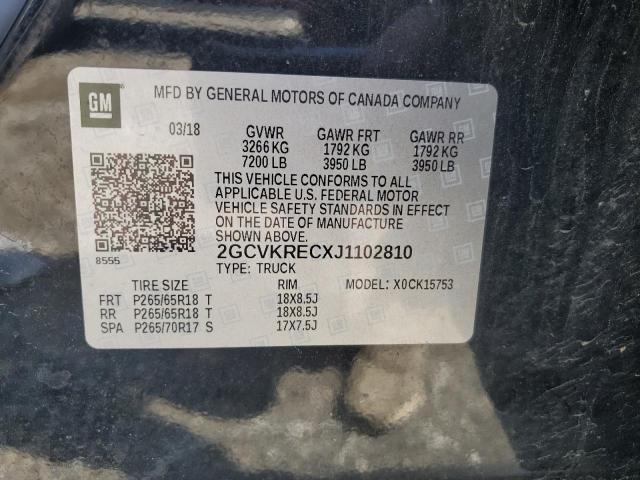 GM
MFD BY GENERAL MOTORS OF CANADA COMPANY
03/18 GVWR GAWR FRT GAWR RR
3266 KG 1792 KG 1792 KG
7200 LB 3950 LB 3950 LB
THIS VEHICLE CONFORMS TO ALL
APPLICABLE U.S. FEDERAL MOTOR
VEHICLE SAFETY STANDARDS IN EFFECT
ON THE DATE OF MANUFACTURE
SHOWN ABOVE.
8555
2GCVKRECXJ1102810
TYPE: TRUCK
TIRE SIZE RIM MODEL: X0CK15753
FRT P265/65R18 T 18X8.5J
RR P265/65R18 T 18X8.5J
SPA P265/70R17 S 17X7.5J